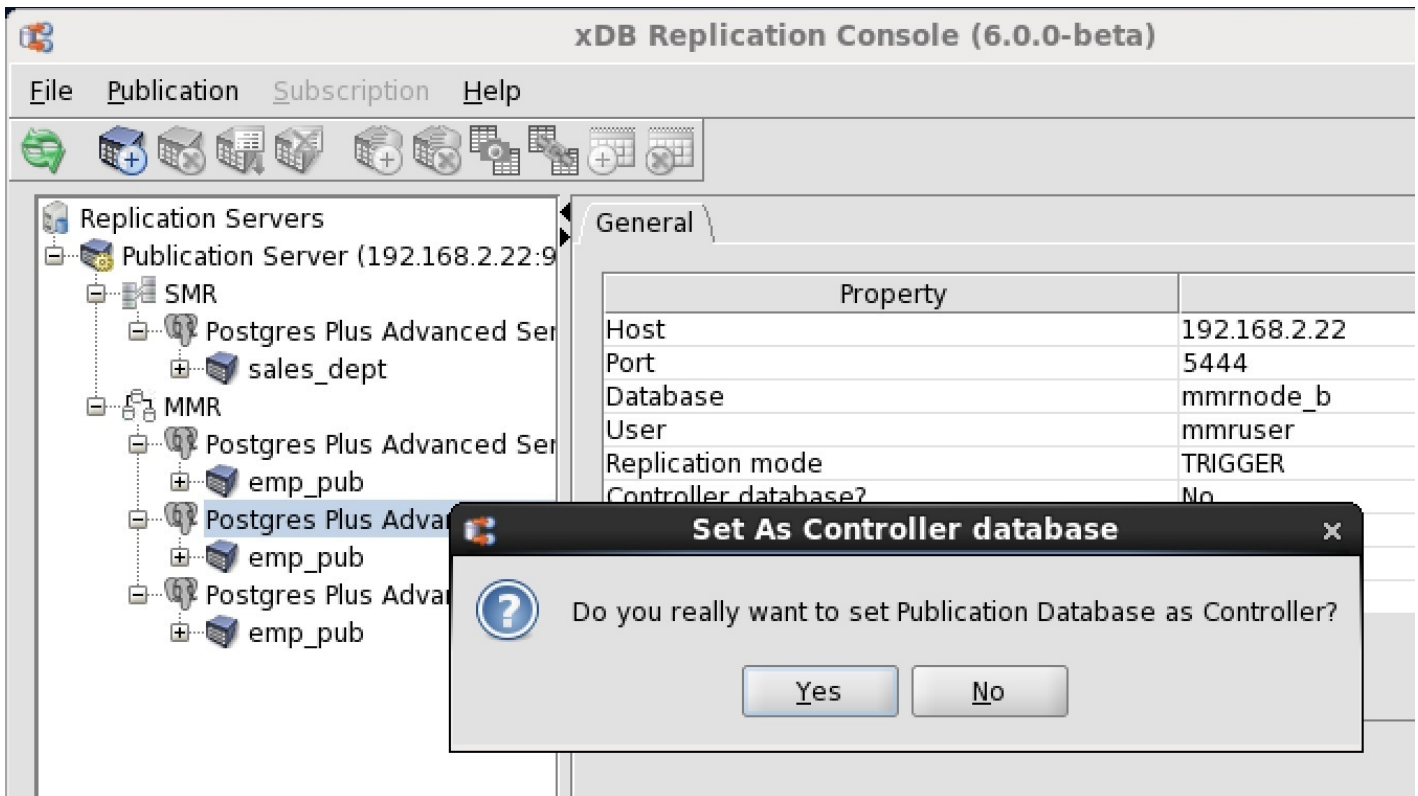 xDB Replication Console (6.0.0-beta)
File Publication Subscription Help
Replication Servers
Publication Server (192.168.2.22:9
SMR
Postgres Plus Advanced Ser
sales_dept
MMR
Postgres Plus Advanced Ser
emp_pub
Postgres Plus Advan
emp_pub
Postgres Plus Advan
emp_pub
General
Property
Host 192.168.2.22
Port 5444
Database mmrnode_b
User mmruser
Replication mode TRIGGER
Controller database? No
Set As Controller database
Do you really want to set Publication Database as Controller?
Yes No